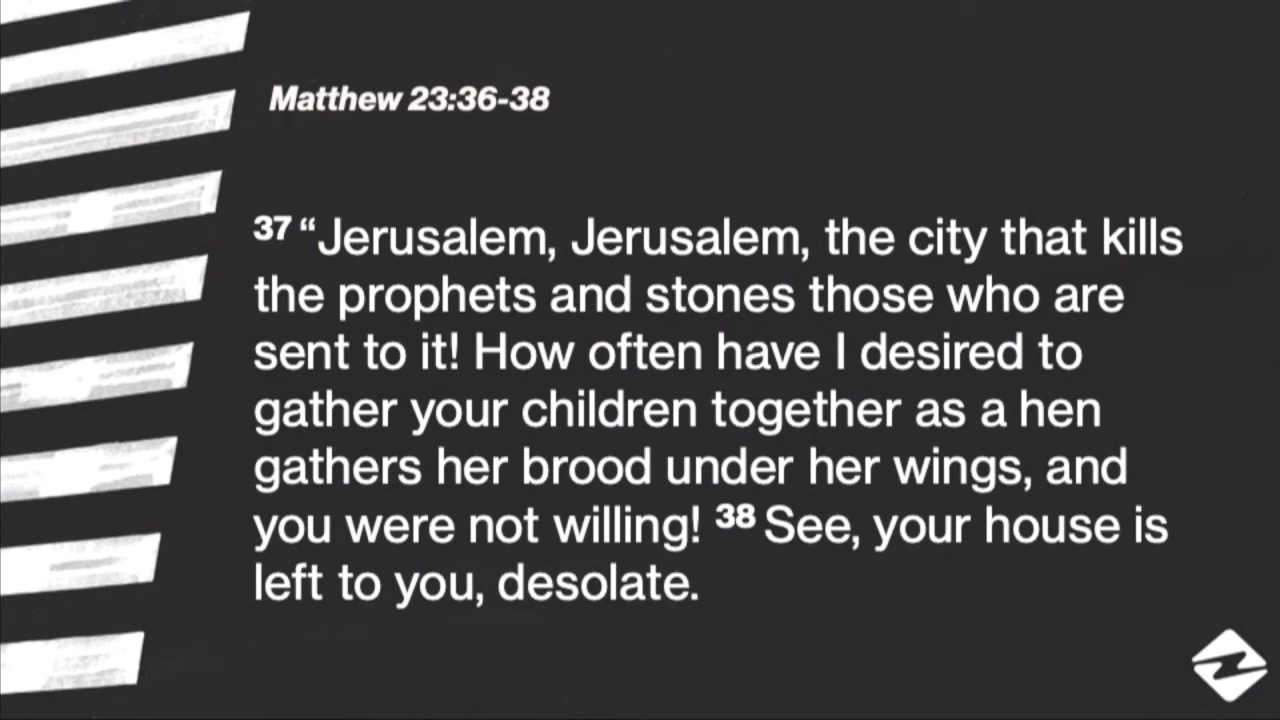 Matthew 23:36-38
37 “Jerusalem, Jerusalem, the city that kills
the prophets and stones those who are
sent to it! How often have I desired to
gather your children together as a hen
gathers her brood under her wings, and
you were not willing! 38 See, your house is
left to you, desolate.